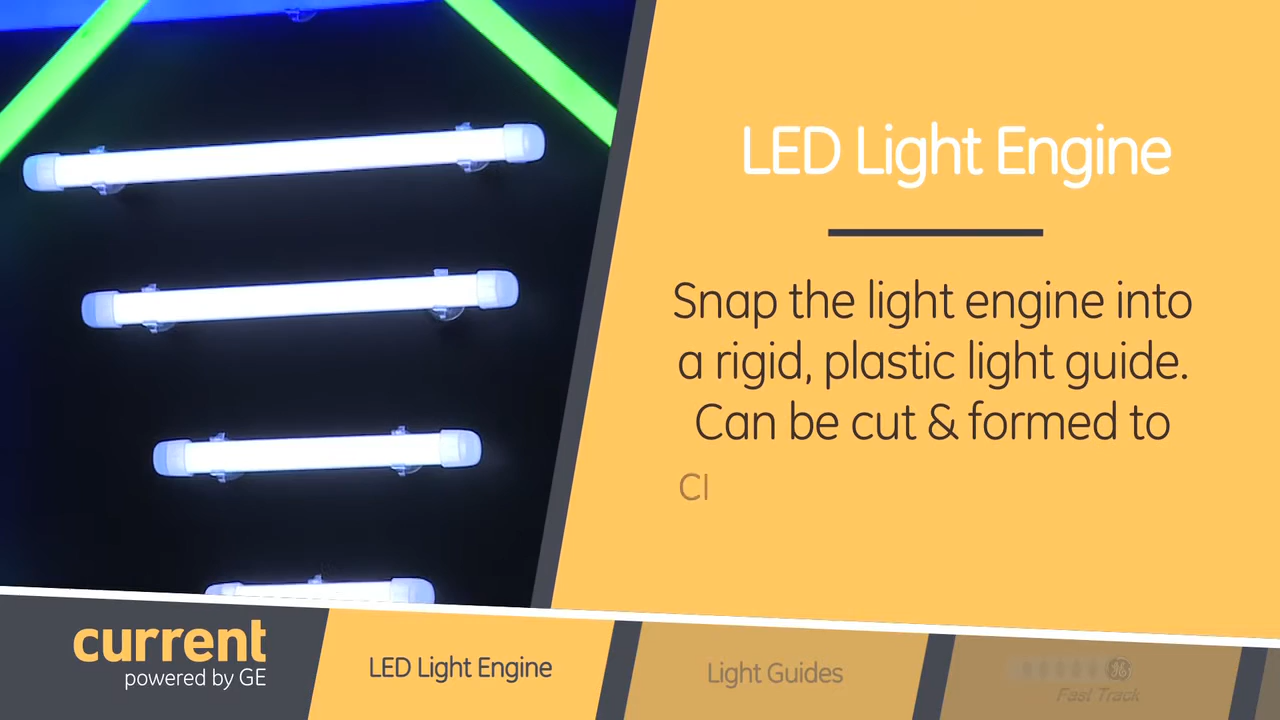 LED Light Engine
Snap the light engine into
a rigid, plastic light guide.
Can be cut & formed to
current
powered by GE
LED Light Engine
Light Guides
Fast Track